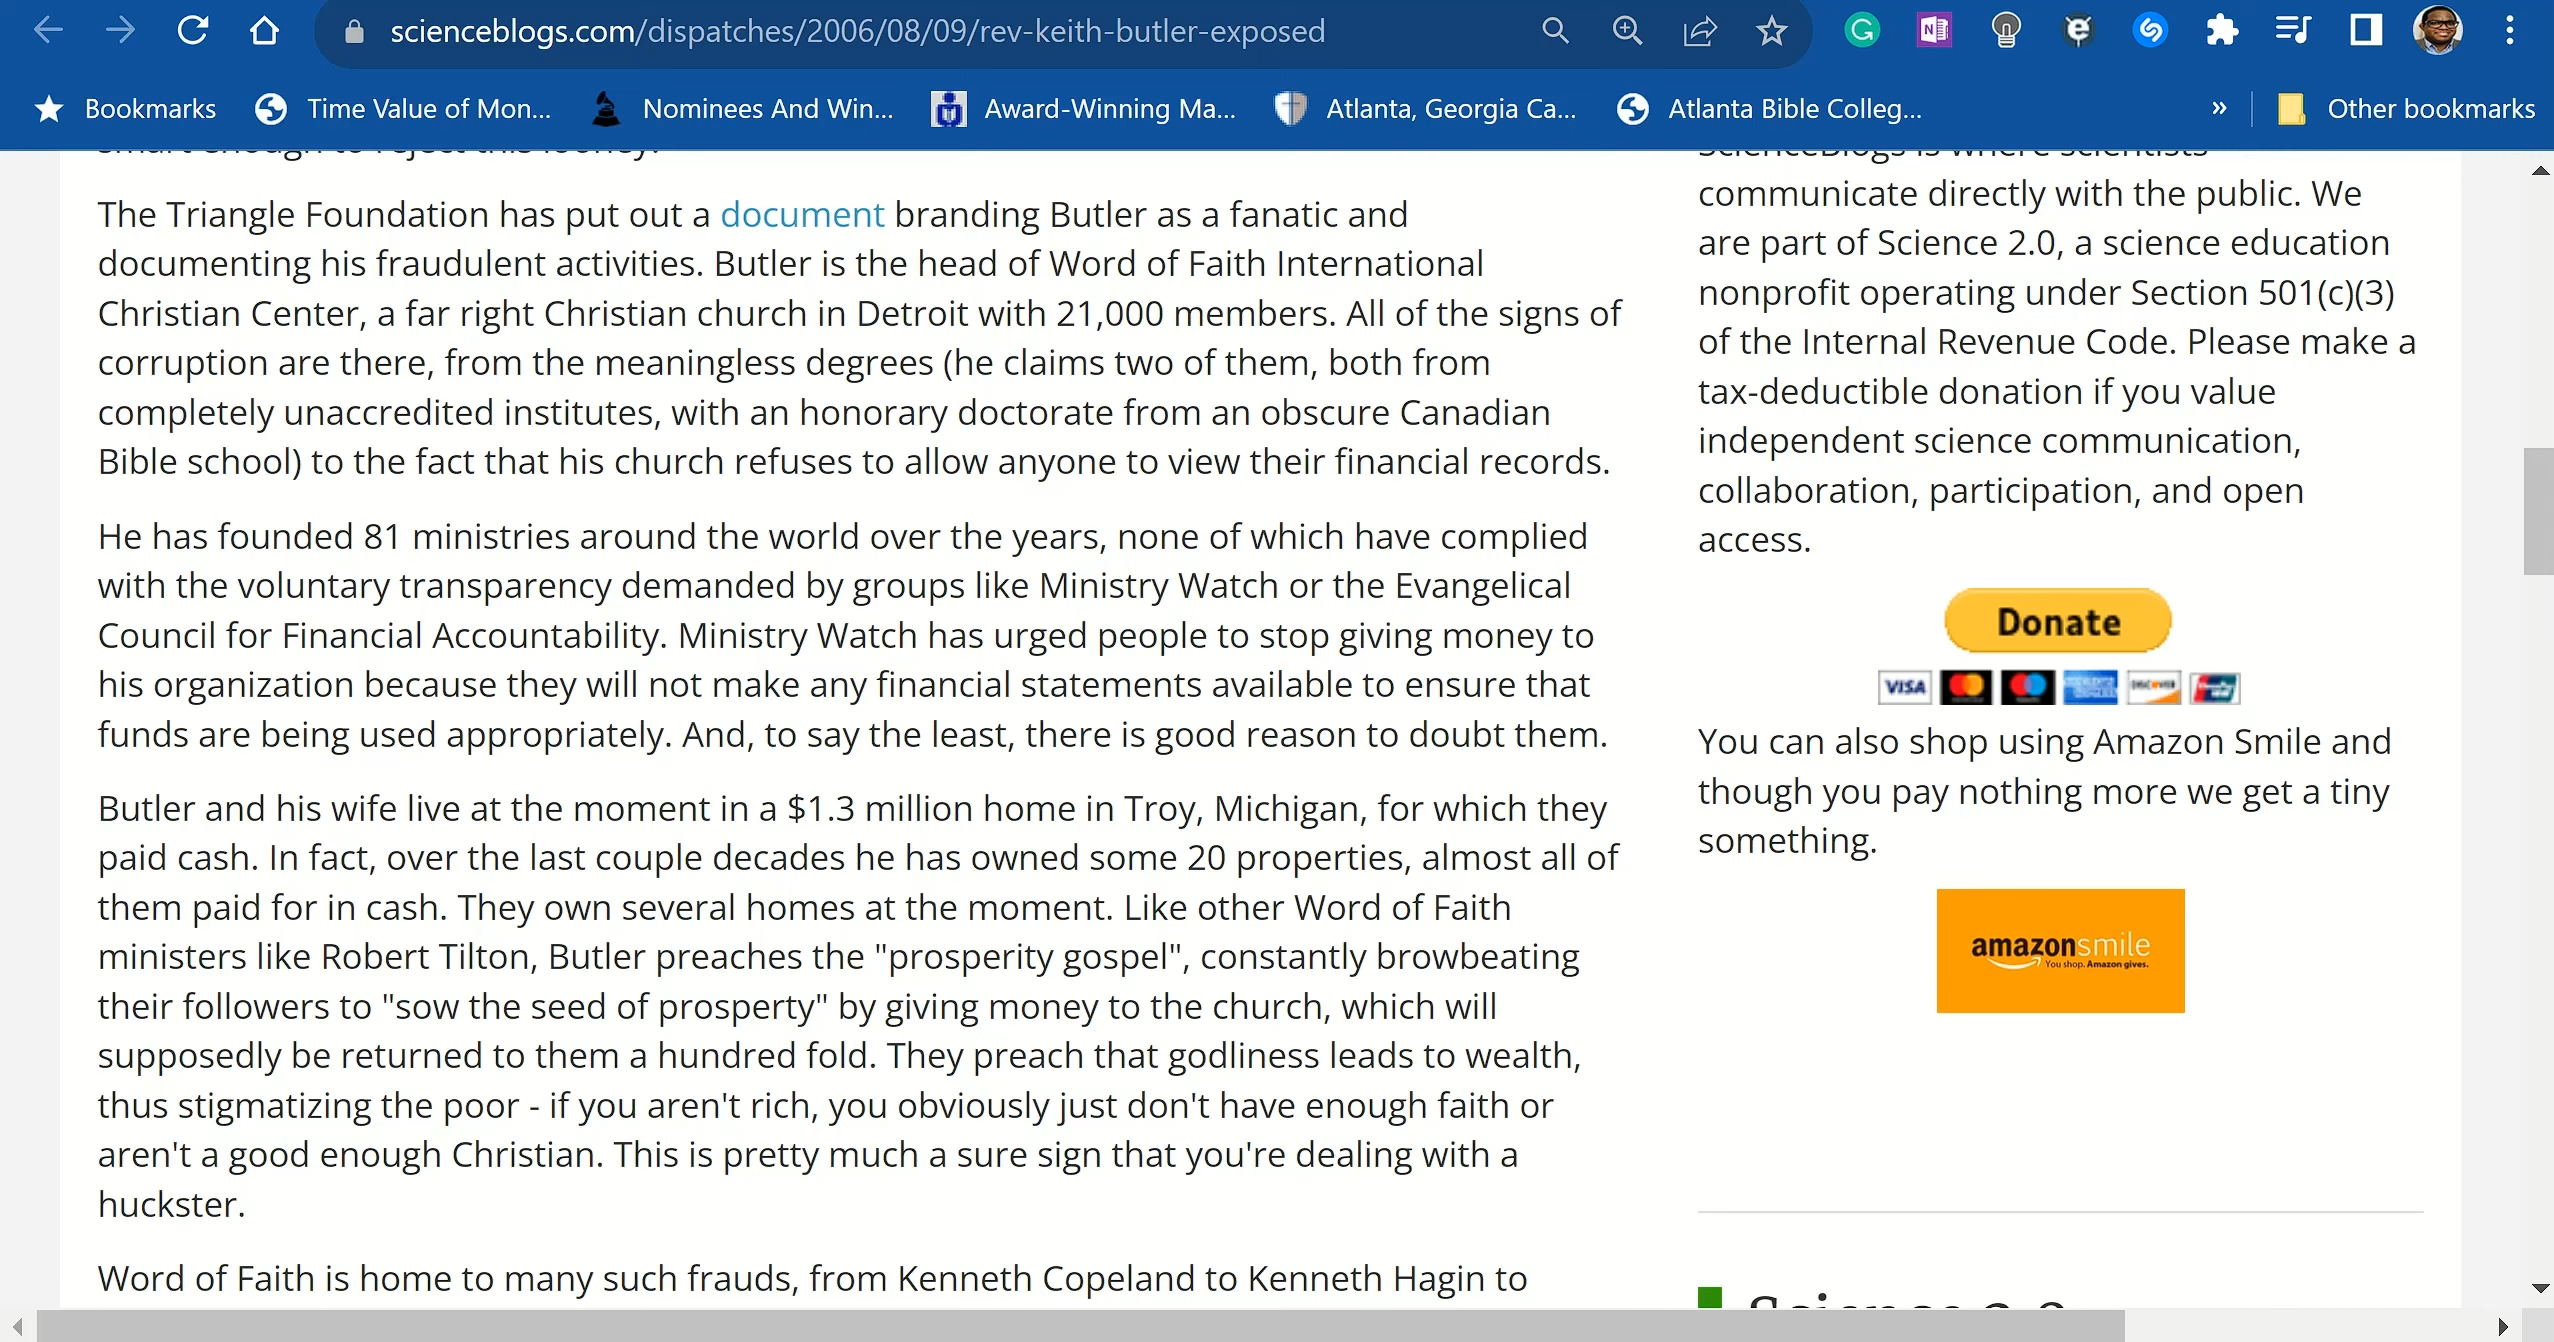 scienceblogs.com/dispatches/2006/08/09/rev-keith-butler-exposed
Bookmarks
Time Value of Mon...
Nominees And Win...
Award-Winning Ma...
Atlanta, Georgia Ca...
Atlanta Bible Colleg...
»
Other bookmarks
smart enough to reject this looney.
The Triangle Foundation has put out a document branding Butler as a fanatic and
documenting his fraudulent activities. Butler is the head of Word of Faith International
Christian Center, a far right Christian church in Detroit with 21,000 members. All of the signs of
corruption are there, from the meaningless degrees (he claims two of them, both from
completely unaccredited institutes, with an honorary doctorate from an obscure Canadian
Bible school) to the fact that his church refuses to allow anyone to view their financial records.
He has founded 81 ministries around the world over the years, none of which have complied
with the voluntary transparency demanded by groups like Ministry Watch or the Evangelical
Council for Financial Accountability. Ministry Watch has urged people to stop giving money to
his organization because they will not make any financial statements available to ensure that
funds are being used appropriately. And, to say the least, there is good reason to doubt them.
Butler and his wife live at the moment in a $1.3 million home in Troy, Michigan, for which they
paid cash. In fact, over the last couple decades he has owned some 20 properties, almost all of
them paid for in cash. They own several homes at the moment. Like other Word of Faith
ministers like Robert Tilton, Butler preaches the "prosperity gospel", constantly browbeating
their followers to "sow the seed of prosperty" by giving money to the church, which will
supposedly be returned to them a hundred fold. They preach that godliness leads to wealth,
thus stigmatizing the poor - if you aren't rich, you obviously just don't have enough faith or
aren't a good enough Christian. This is pretty much a sure sign that you're dealing with a
huckster.
Word of Faith is home to many such frauds, from Kenneth Copeland to Kenneth Hagin to
ScienceBlogs is where scientists
communicate directly with the public. We
are part of Science 2.0, a science education
nonprofit operating under Section 501(c)(3)
of the Internal Revenue Code. Please make a
tax-deductible donation if you value
independent science communication,
collaboration, participation, and open
access.
Donate
VISA
DISCOVER
You can also shop using Amazon Smile and
though you pay nothing more we get a tiny
something.
amazonsmile
You shop. Amazon gives.
Science 2.0